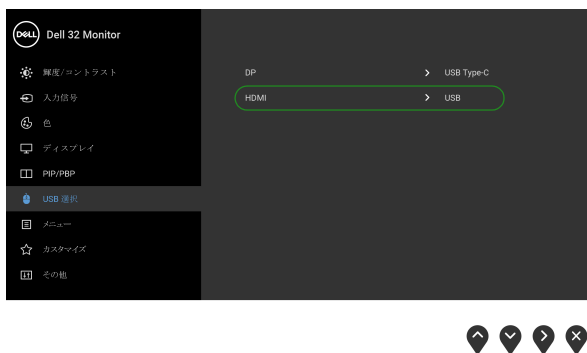 DELL Dell 32 Monitor
輝度/コントラスト
入力信号
色
ディスプレイ
PIP/PBP
USB 選択
メニュー
カスタマイズ
その他
DP USB Type-C
HDMI USB